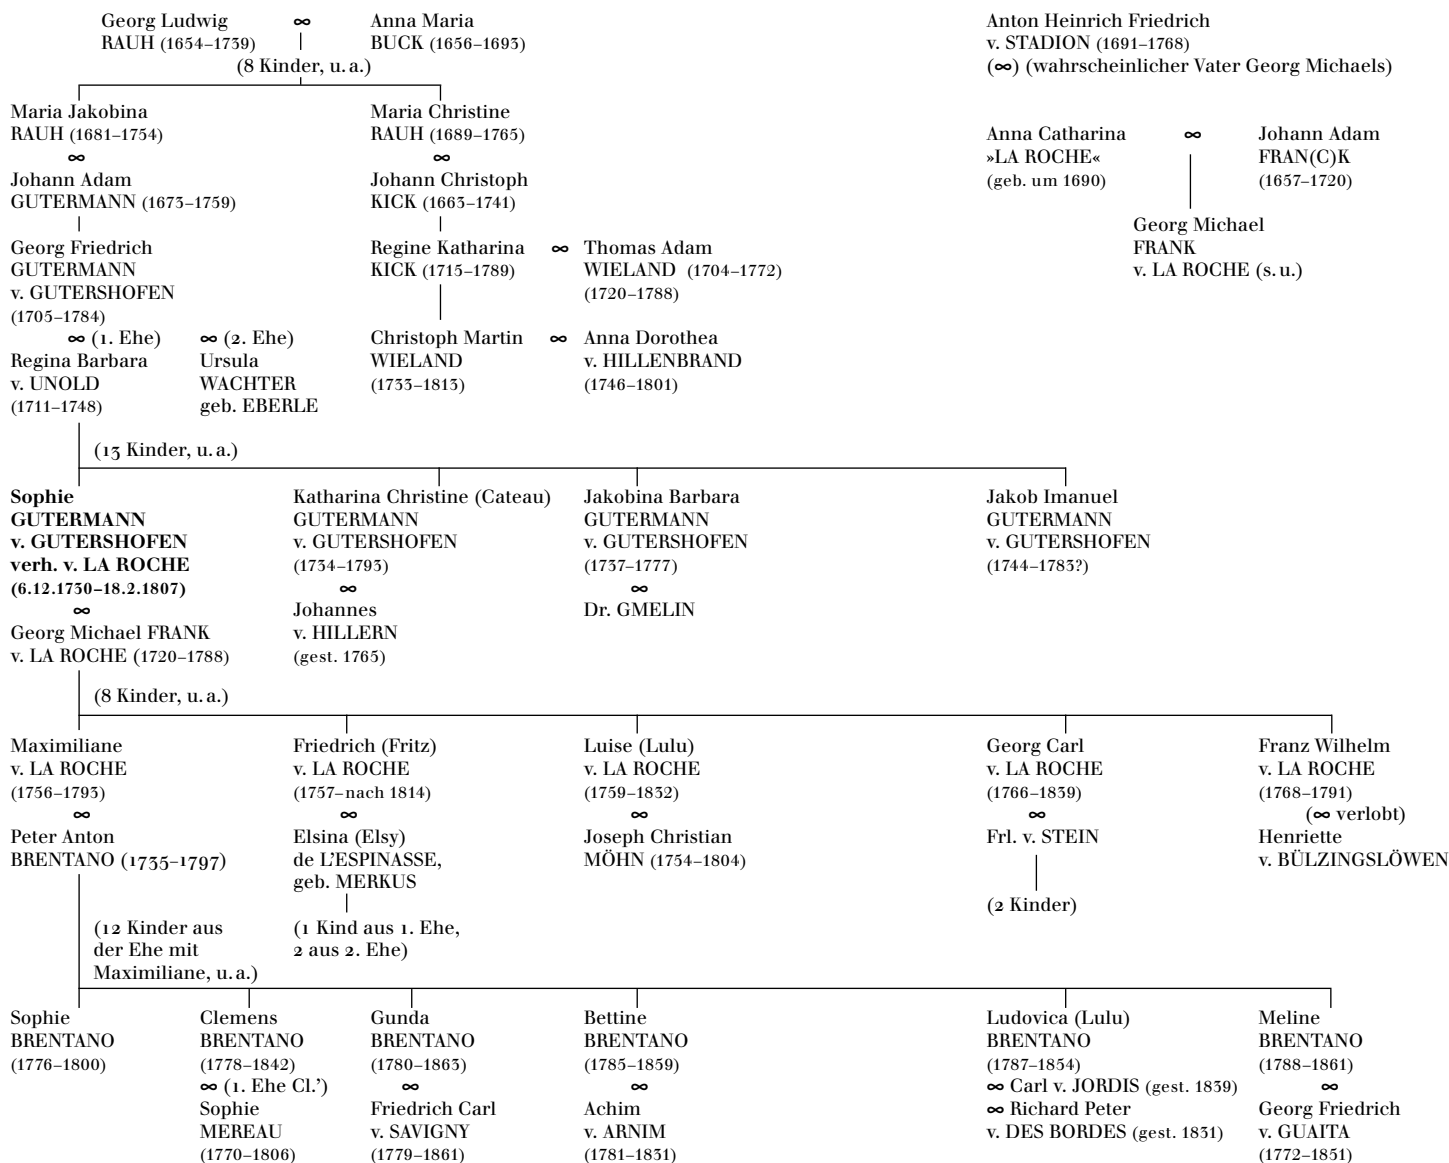 Georg Ludwig
RAUH (1654–1739)
∞
Anna Maria
BUCK (1656–1693)
(8 Kinder, u. a.)
Anton Heinrich Friedrich
v. STADION (1691–1768)
(∞) (wahrscheinlicher Vater Georg Michaels)
Maria Jakobina
RAUH (1681–1754)
∞
Johann Adam
GUTERMANN (1673–1759)
Maria Christine
RAUH (1689–1765)
∞
Johann Christoph
KICK (1663–1741)
Anna Catharina
»LA ROCHE«
(geb. um 1690)
∞
Johann Adam
FRAN(C)K
(1657–1720)
Georg Michael
FRANK
v. LA ROCHE (s. u.)
Georg Friedrich
GUTERMANN
v. GUTERSHOFEN
(1705–1784)
Regine Katharina
KICK (1715–1789)
∞
Thomas Adam
WIELAND (1704–1772)
(1720–1788)
∞ (1. Ehe)
Regina Barbara
v. UNOLD
(1711–1748)
∞ (2. Ehe)
Ursula
WACHTER
geb. EBERLE
Christoph Martin
WIELAND
(1733–1813)
∞
Anna Dorothea
v. HILLENBRAND
(1746–1801)
(13 Kinder, u. a.)
Sophie
GUTERMANN
v. GUTERSHOFEN
verh. v. LA ROCHE
(6.12.1730–18.2.1807)
∞
Georg Michael FRANK
v. LA ROCHE (1720–1788)
Katharina Christine (Cateau)
GUTERMANN
v. GUTERSHOFEN
(1734–1793)
∞
Johannes
v. HILLERN
(gest. 1765)
Jakobina Barbara
GUTERMANN
v. GUTERSHOFEN
(1737–1777)
∞
Dr. GMELIN
Jakob Imanuel
GUTERMANN
v. GUTERSHOFEN
(1744–1783?)
(8 Kinder, u. a.)
Maximiliane
v. LA ROCHE
(1756–1793)
∞
Peter Anton
BRENTANO (1735–1797)
Friedrich (Fritz)
v. LA ROCHE
(1757–nach 1814)
∞
Elsina (Elsy)
de L'ESPINASSE,
geb. MERKUS
(1 Kind aus 1. Ehe,
2 aus 2. Ehe)
Luise (Lulu)
v. LA ROCHE
(1759–1832)
∞
Joseph Christian
MÖHN (1754–1804)
Georg Carl
v. LA ROCHE
(1766–1839)
∞
Frl. v. STEIN
(2 Kinder)
Franz Wilhelm
v. LA ROCHE
(1768–1791)
(∞ verlobt)
Henriette
v. BÜLZINGSLÖWEN
(12 Kinder aus
der Ehe mit
Maximiliane, u. a.)
Sophie
BRENTANO
(1776–1800)
Clemens
BRENTANO
(1778–1842)
∞ (1. Ehe Cl.')
Sophie
MEREAU
(1770–1806)
Gunda
BRENTANO
(1780–1863)
∞
Friedrich Carl
v. SAVIGNY
(1779–1861)
Bettine
BRENTANO
(1785–1859)
∞
Achim
v. ARNIM
(1781–1831)
Ludovica (Lulu)
BRENTANO
(1787–1854)
∞ Carl v. JORDIS (gest. 1839)
∞ Richard Peter
v. DES BORDES (gest. 1831)
Meline
BRENTANO
(1788–1861)
∞
Georg Friedrich
v. GUAITA
(1772–1851)